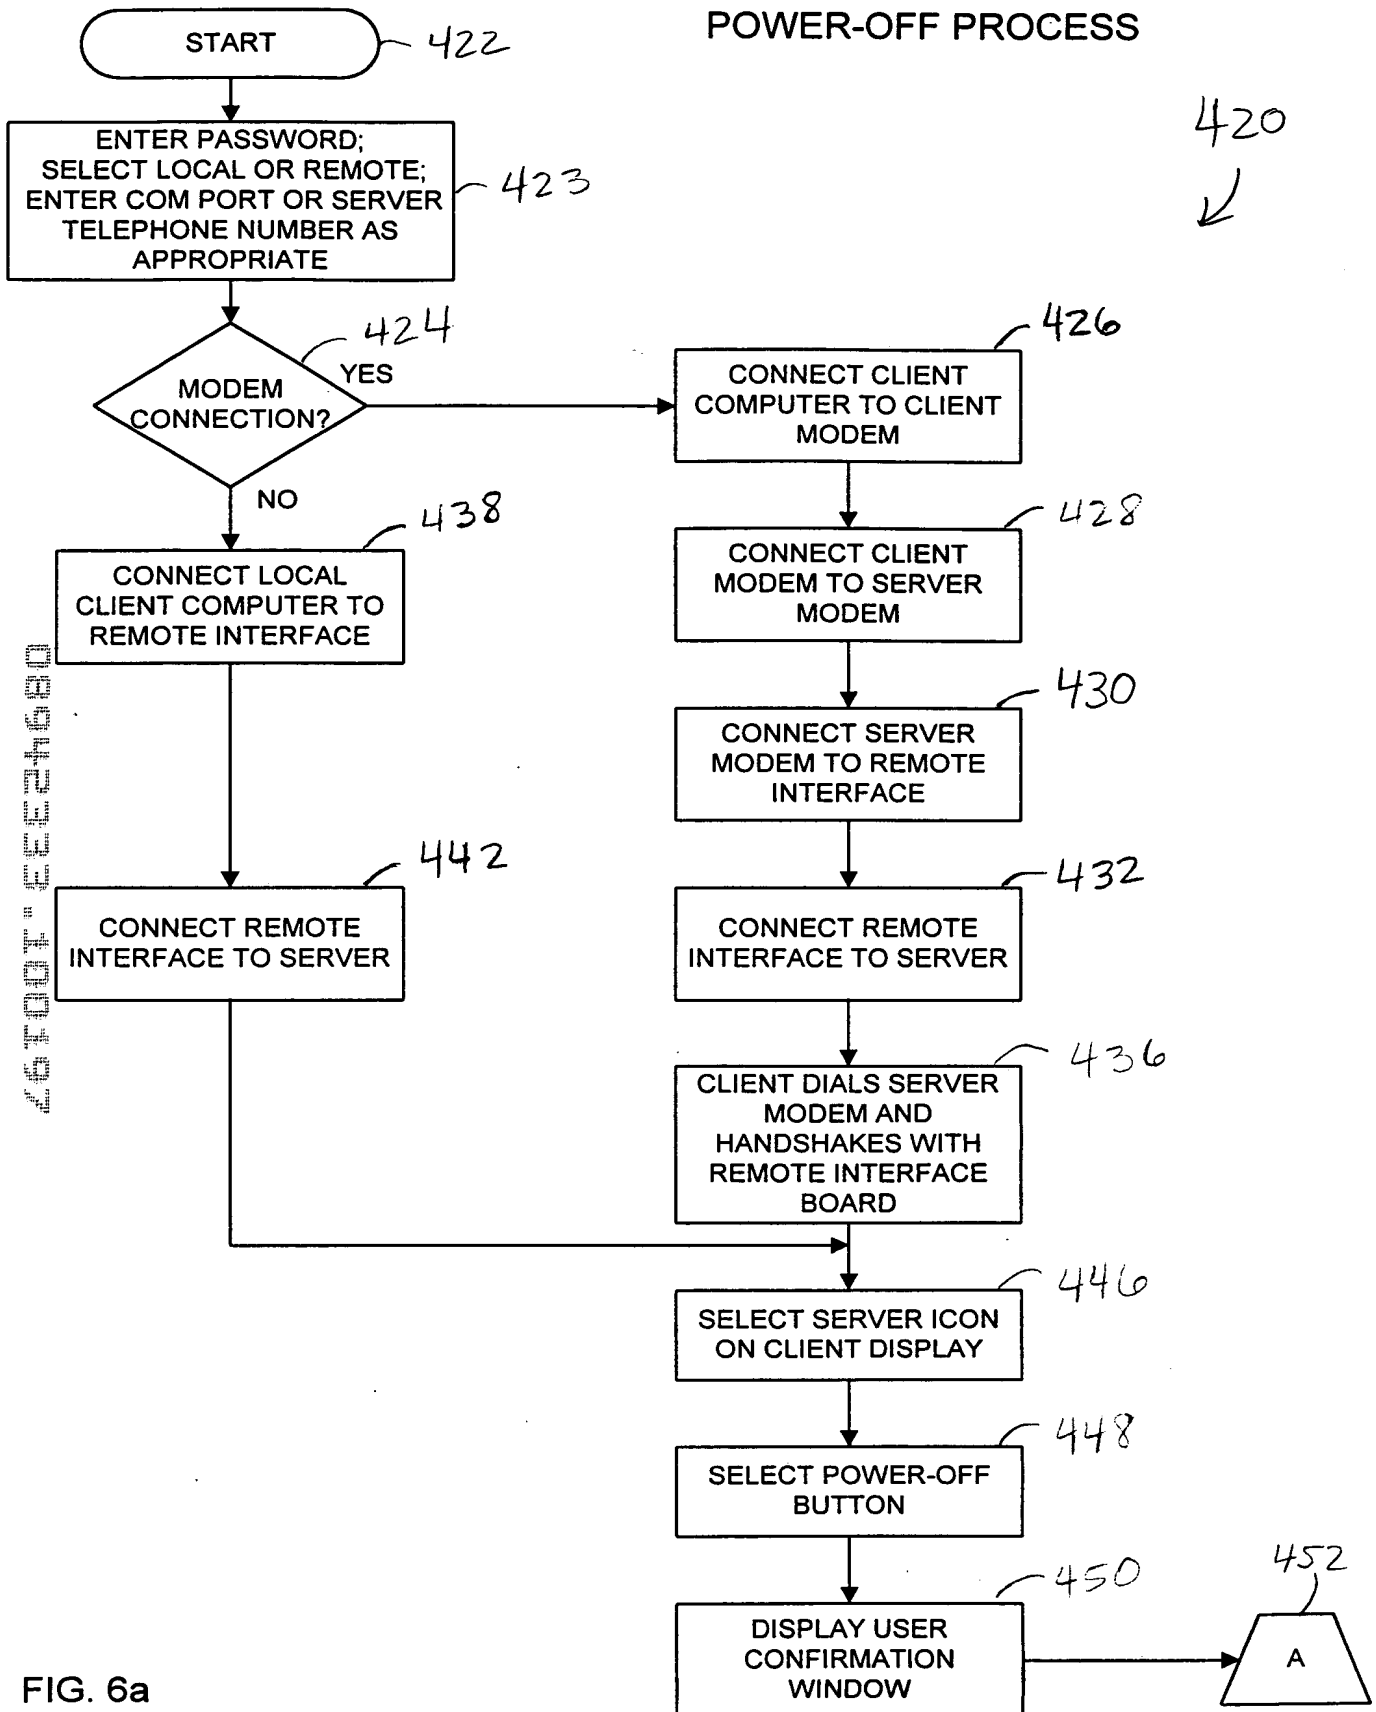 POWER-OFF PROCESS
START
422
420
ENTER PASSWORD;
SELECT LOCAL OR REMOTE;
ENTER COM PORT OR SERVER
TELEPHONE NUMBER AS
APPROPRIATE
423
424
MODEM
CONNECTION?
YES
NO
426
CONNECT CLIENT
COMPUTER TO CLIENT
MODEM
428
CONNECT CLIENT
MODEM TO SERVER
MODEM
430
CONNECT SERVER
MODEM TO REMOTE
INTERFACE
432
CONNECT REMOTE
INTERFACE TO SERVER
436
CLIENT DIALS SERVER
MODEM AND
HANDSHAKES WITH
REMOTE INTERFACE
BOARD
438
CONNECT LOCAL
CLIENT COMPUTER TO
REMOTE INTERFACE
442
CONNECT REMOTE
INTERFACE TO SERVER
446
SELECT SERVER ICON
ON CLIENT DISPLAY
448
SELECT POWER-OFF
BUTTON
450
DISPLAY USER
CONFIRMATION
WINDOW
452
A
08942333.100197
FIG. 6a